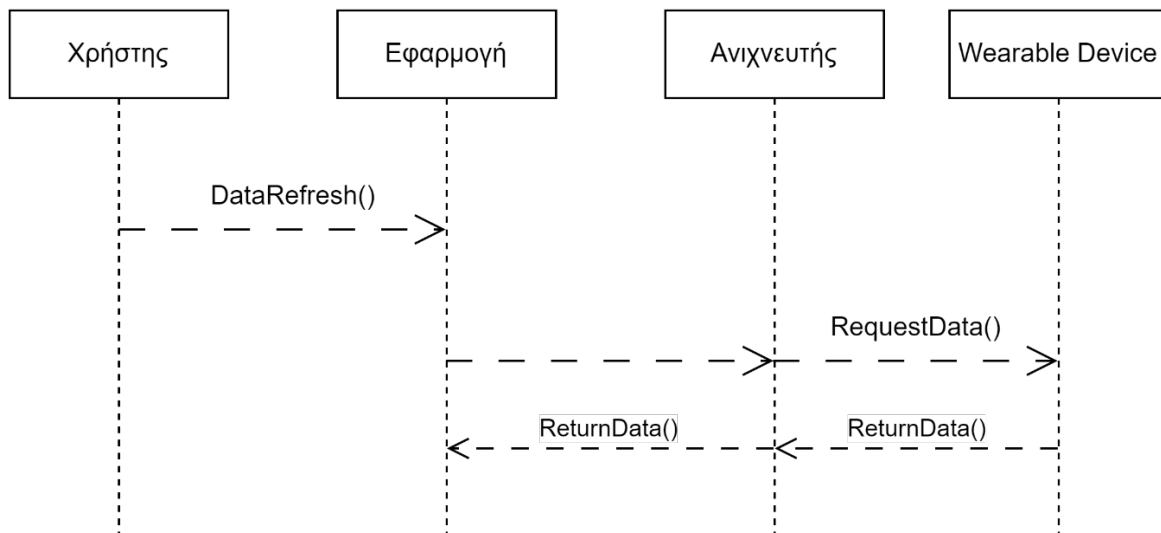 Χρήστης
Εφαρμογή
Ανιχνευτής
Wearable Device
DataRefresh()
RequestData()
ReturnData()
ReturnData()